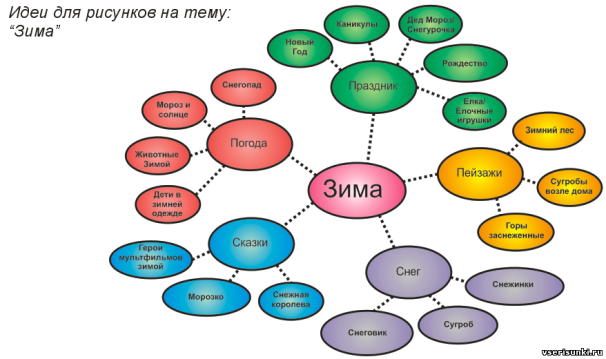 Идеи для рисунков на тему:
“Зима”
Каникулы
Дед Мороз/
Снегурочка
Новый
Год
Рождество
Праздник
Елка/
Елочные
игрушки
Снегопад
Мороз и
солнце
Погода
Животные
Зимой
Дети в
зимней
одежде
Зима
Зимний лес
Пейзажи
Сугробы
возле дома
Горы
заснеженные
Сказки
Герои
мультфильмов
зимой
Морозко
Снежная
королева
Снег
Снежинки
Сугроб
Снеговик
vserisunki.ru